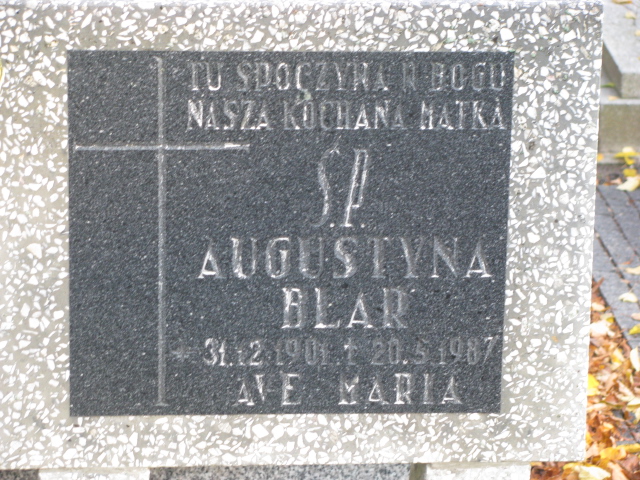 TU SPOCZYWA W BOGU
NASZA KOCHANA MATKA
Ś.P.
AUGUSTYNA
BLAR
* 31.12.1901. † 20.5.1987
AVE MARIA